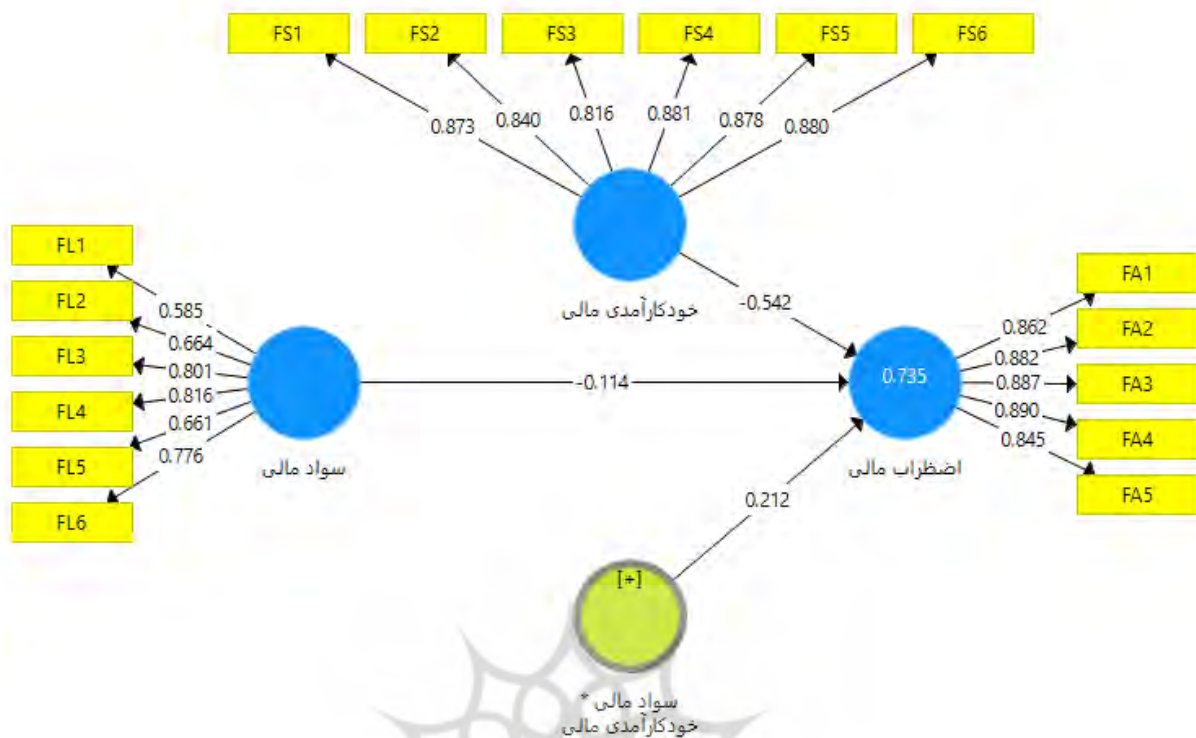 FS1 FS2 FS3 FS4 FS5 FS6
0.873 0.840 0.816 0.881 0.878 0.880
خودکارآمدی مالی
FL1
FL2
FL3
FL4
FL5
FL6
0.585
0.664
0.801
0.816
0.661
0.776
سواد مالی
-0.542
-0.114
0.212
0.735
اضظراب مالی
0.862
0.882
0.887
0.890
0.845
FA1
FA2
FA3
FA4
FA5
[+]
سواد مالی *
خودکارآمدی مالی